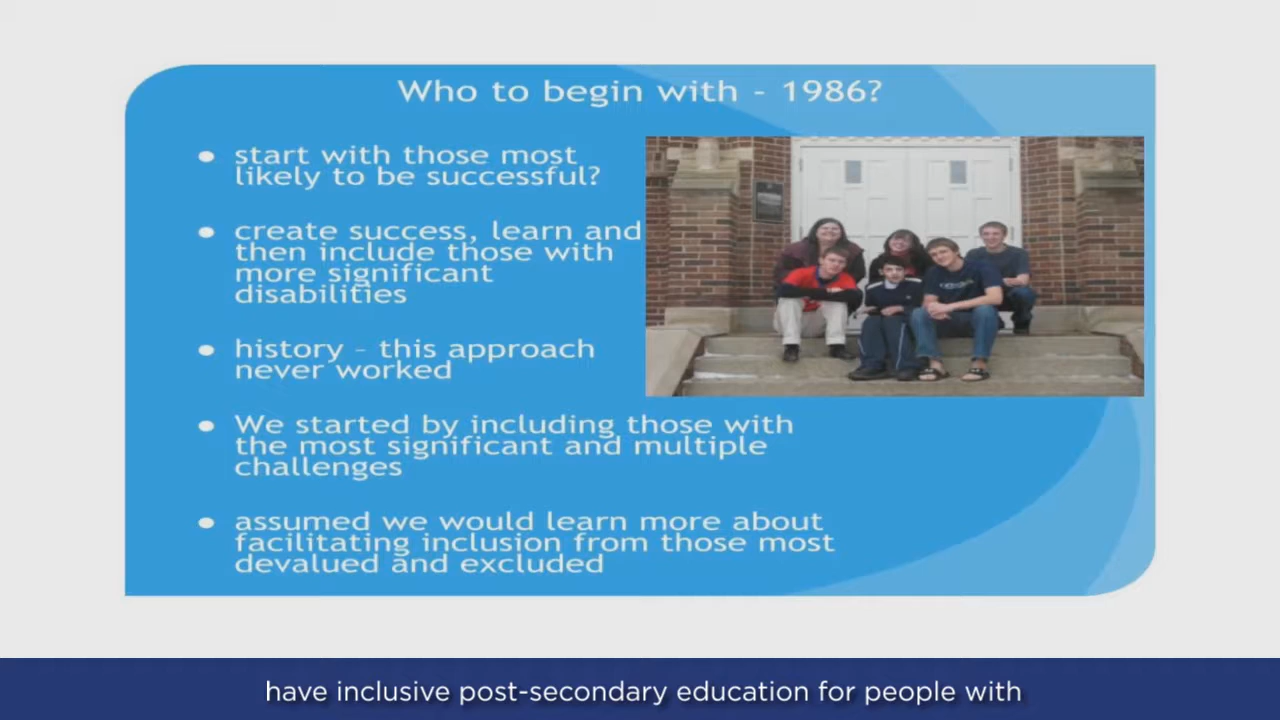 Who to begin with - 1986?
● start with those most
likely to be successful?
● create success, learn and
then include those with
more significant
disabilities
● history – this approach
never worked
● We started by including those with
the most significant and multiple
challenges
● assumed we would learn more about
facilitating inclusion from those most
devalued and excluded
have inclusive post-secondary education for people with